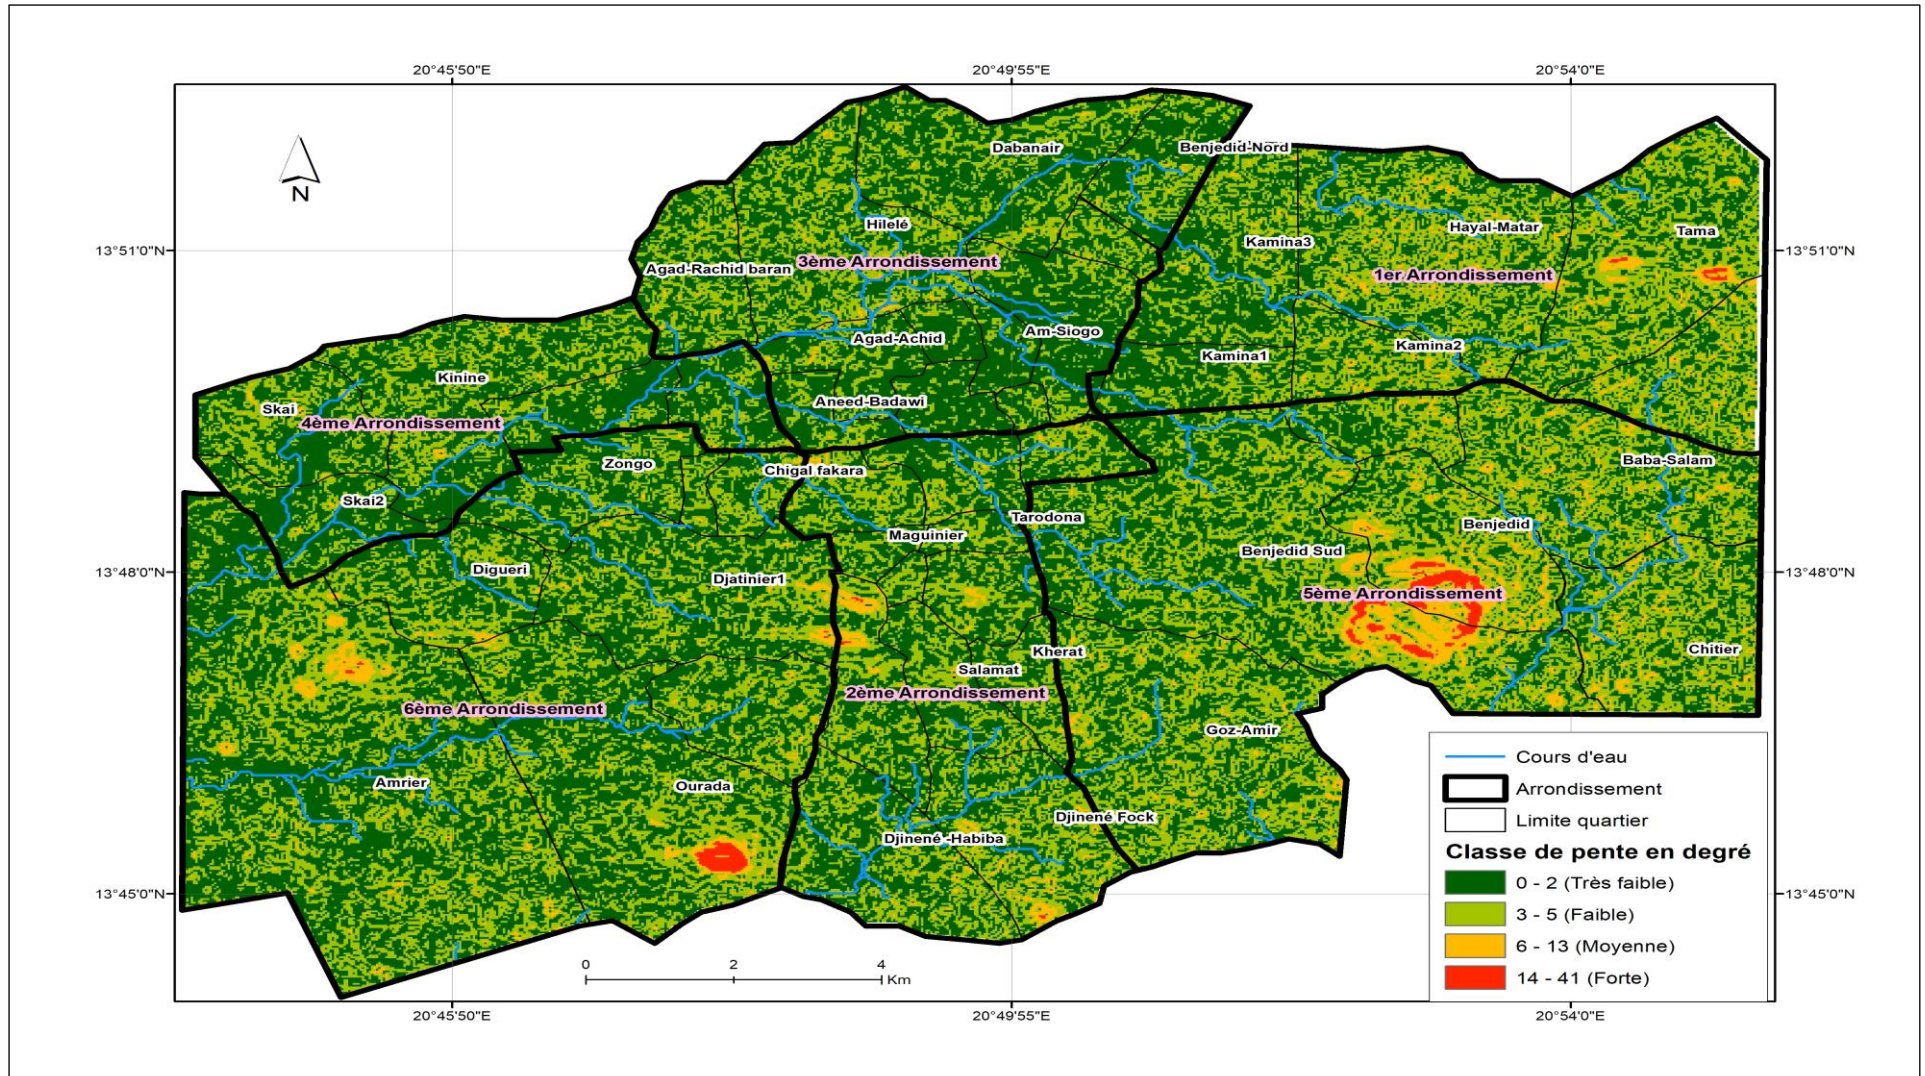 20°45'50"E
20°49'55"E
20°54'0"E
N
Dabanair
Benjedid-Nord
Hilelé
Kamina3
Hayal-Matar
Tama
13°51'0"N
13°51'0"N
Agad-Rachid baran
3ème Arrondissement
1er Arrondissement
Agad-Achid
Am-Siogo
Kamina1
Kamina2
Kinine
Skai
Aneed-Badawi
4ème Arrondissement
Zongo
Chigal fakara
Baba-Salam
Skai2
Tarodona
Benjedid
Maguinier
Benjedid Sud
13°48'0"N
Digueri
Djatinier1
13°48'0"N
5ème Arrondissement
Kherat
Chitier
Salamat
2ème Arrondissement
6ème Arrondissement
Goz-Amir
Amrier
Ourada
Djinené Fock
Djinené -Habiba
13°45'0"N
13°45'0"N
Cours d'eau
Arrondissement
Limite quartier
Classe de pente en degré
0 - 2 (Très faible)
3 - 5 (Faible)
6 - 13 (Moyenne)
14 - 41 (Forte)
0 2 4
Km
20°45'50"E
20°49'55"E
20°54'0"E